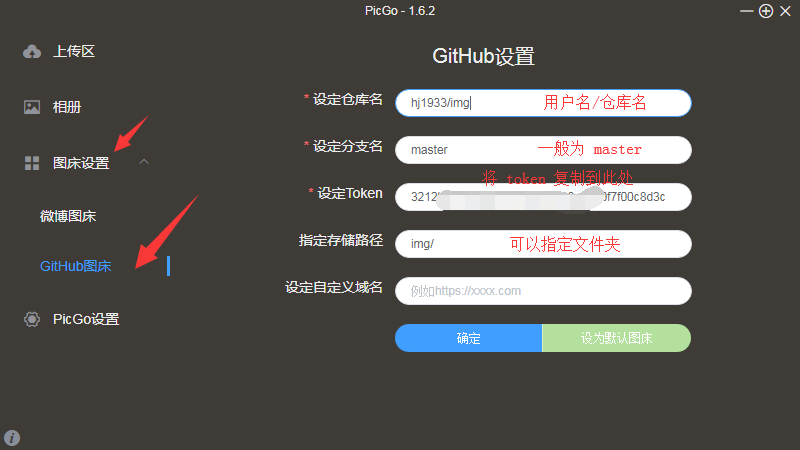 PicGo - 1.6.2
上传区
相册
图床设置
微博图床
GitHub图床
PicGo设置
GitHub设置
* 设定仓库名
hj1933/img
用户名/仓库名
* 设定分支名
master
一般为 master
将 token 复制到此处
* 设定Token
3212 f7f00c8d3c
指定存储路径
img/
可以指定文件夹
设定自定义域名
例如https://xxxx.com
确定
设为默认图床